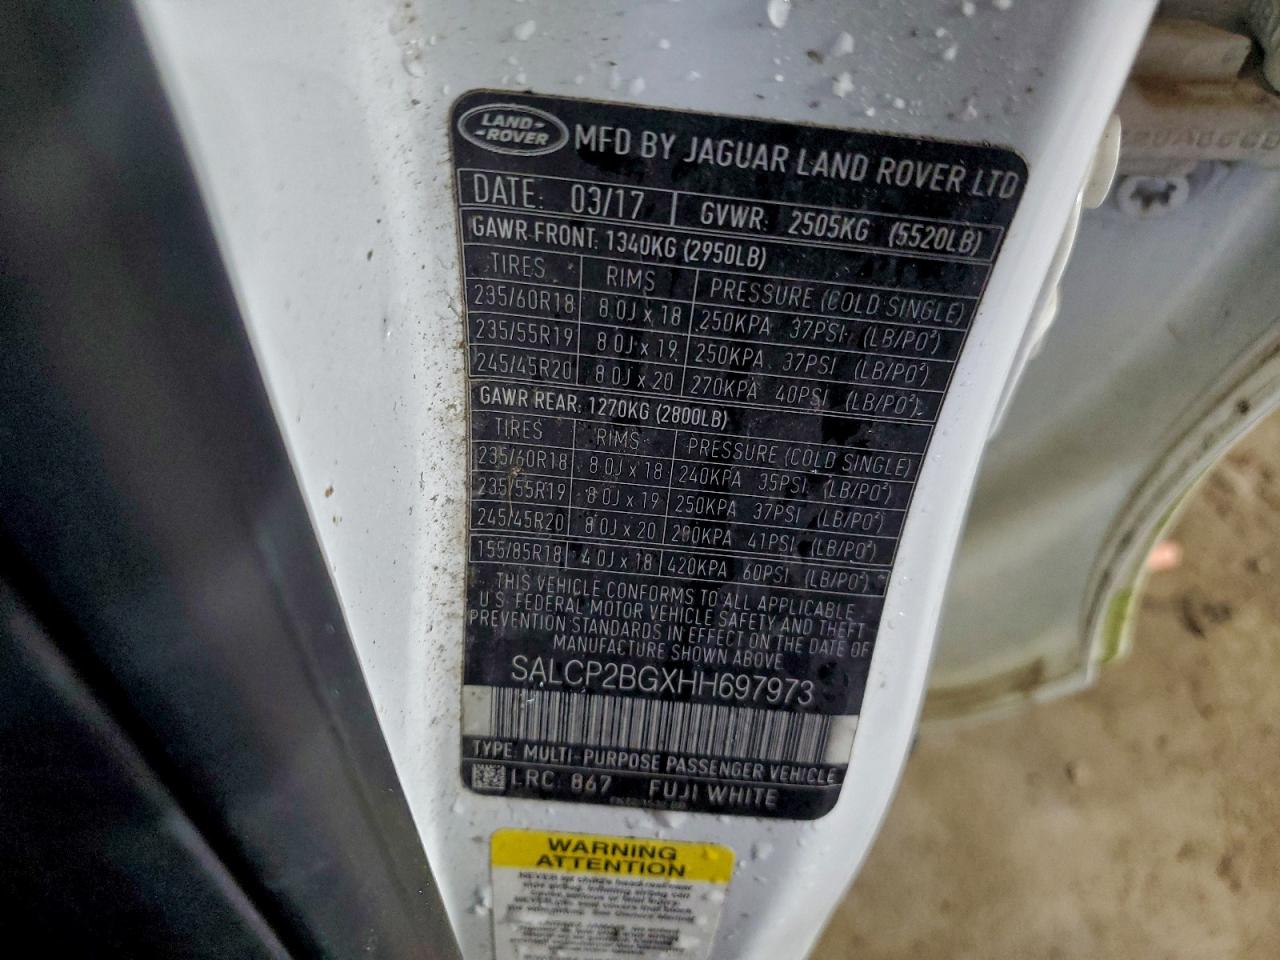 LAND-
-ROVER
MFD BY JAGUAR LAND ROVER LTD
DATE: 03/17 GVWR: 2505KG (5520LB)
GAWR FRONT: 1340KG (2950LB)
TIRES RIMS PRESSURE (COLD SINGLE)
235/60R18 8.0J x 18 250KPA 37PSI (LB/PO²)
235/55R19 8.0J x 19 250KPA 37PSI (LB/PO²)
245/45R20 8.0J x 20 270KPA 40PSI (LB/PO²)
GAWR REAR: 1270KG (2800LB)
TIRES RIMS PRESSURE (COLD SINGLE)
235/60R18 8.0J x 18 240KPA 35PSI (LB/PO²)
235/55R19 8.0J x 19 250KPA 37PSI (LB/PO²)
245/45R20 8.0J x 20 280KPA 41PSI (LB/PO²)
155/85R18 4.0J x 18 420KPA 60PSI (LB/PO²)
THIS VEHICLE CONFORMS TO ALL APPLICABLE
U.S. FEDERAL MOTOR VEHICLE SAFETY AND THEFT
PREVENTION STANDARDS IN EFFECT ON THE DATE OF
MANUFACTURE SHOWN ABOVE
SALCP2BGXHH697973
TYPE: MULTI-PURPOSE PASSENGER VEHICLE
LRC: 867 FUJI WHITE
WARNING
ATTENTION